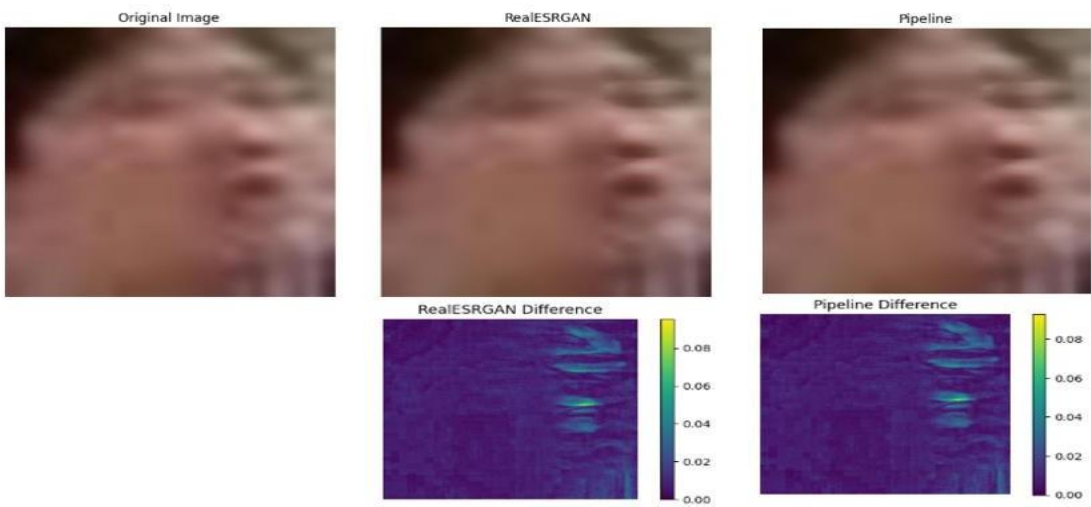 Original Image
RealESRGAN
Pipeline
RealESRGAN Difference
Pipeline Difference
0.08
0.06
0.04
0.02
0.00
0.08
0.06
0.04
0.02
0.00